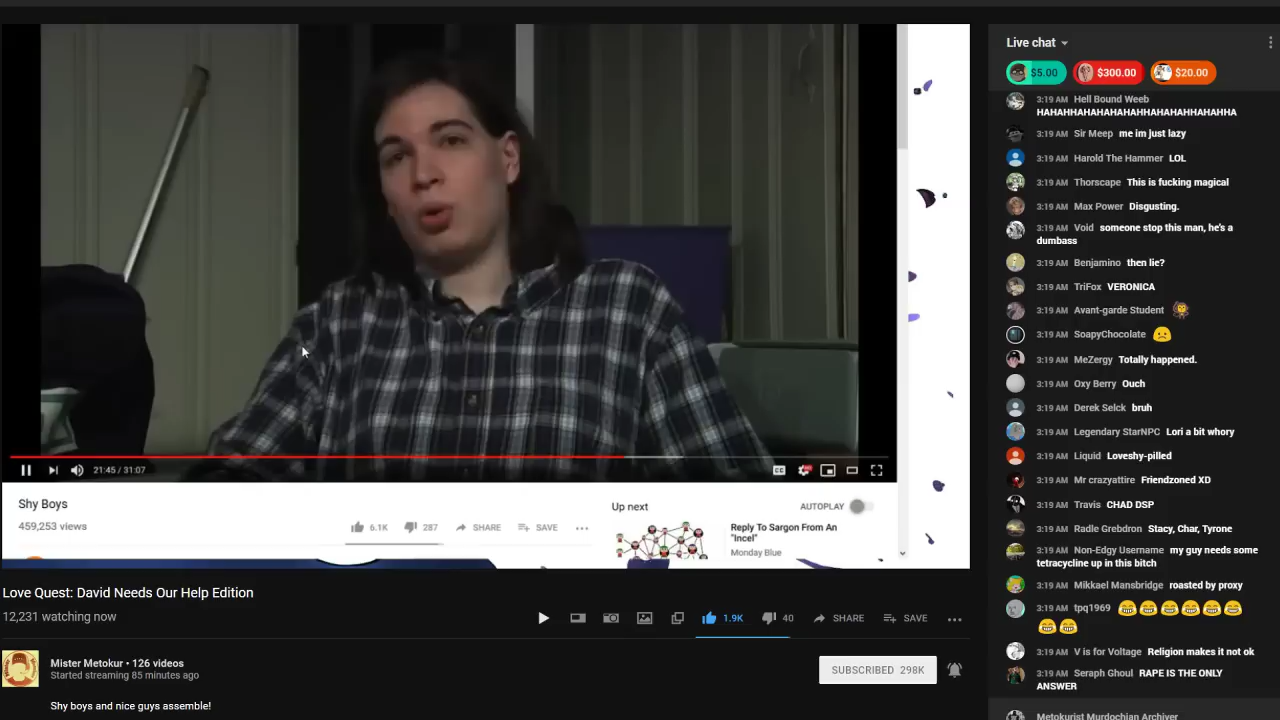 Live chat
$5.00
$300.00
$20.00
3:19 AM Hell Bound Weeb
HAHAHHAHAHAHAHAHHAHAHAHAHHAHHA
3:19 AM Sir Meep me im just lazy
3:19 AM Harold The Hammer LOL
3:19 AM Thorscape This is fucking magical
3:19 AM Max Power Disgusting.
3:19 AM Void someone stop this man, he's a
dumbass
3:19 AM Benjamino then lie?
3:19 AM TriFox VERONICA
3:19 AM Avant-garde Student
3:19 AM SoapyChocolate
3:19 AM MeZergy Totally happened.
3:19 AM Oxy Berry Ouch
3:19 AM Derek Selck bruh
3:19 AM Legendary StarNPC Lori a bit whory
3:19 AM Liquid Loveshy-pilled
3:19 AM Mr crazyattire Friendzoned XD
3:19 AM Travis CHAD DSP
3:19 AM Radle Grebdron Stacy, Char, Tyrone
3:19 AM Non-Edgy Username my guy needs some
tetracycline up in this bitch
3:19 AM Mikkael Mansbridge roasted by proxy
3:19 AM tpq1969
3:19 AM V is for Voltage Religion makes it not ok
3:19 AM Seraph Ghoul RAPE IS THE ONLY
ANSWER
Metokurist Murdochian Archiver
21:45 / 31:07
CC
Shy Boys
459,253 views
6.1K
287
SHARE
SAVE
Up next
AUTOPLAY
Reply To Sargon From An
"Incel"
Monday Blue
Love Quest: David Needs Our Help Edition
12,231 watching now
1.9K
40
SHARE
SAVE
Mister Metokur • 126 videos
Started streaming 85 minutes ago
SUBSCRIBED 298K
Shy boys and nice guys assemble!